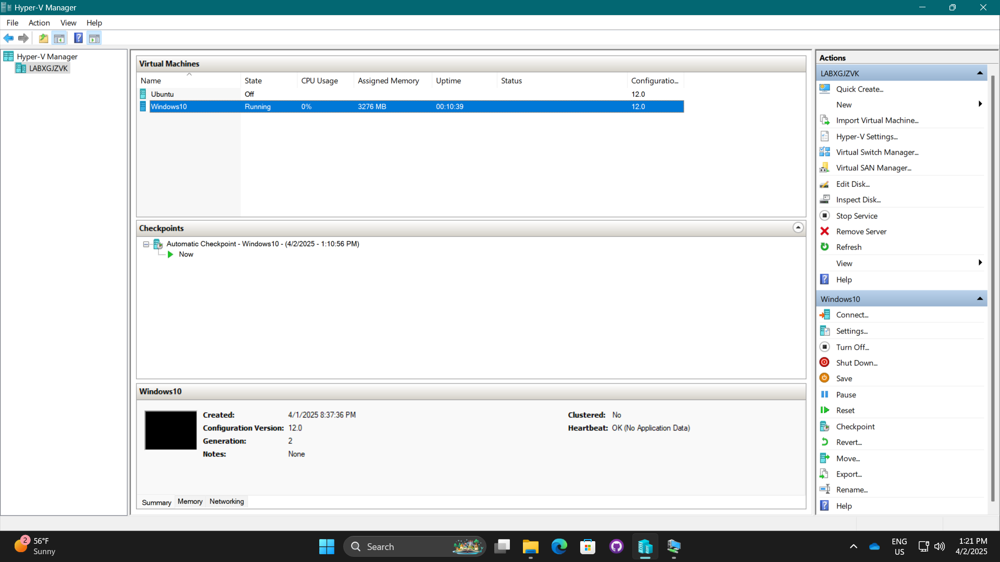 Hyper-V Manager
File Action View Help
Hyper-V Manager
LABXGJZVK
Virtual Machines
Name State CPU Usage Assigned Memory Uptime Status Configuratio...
Ubuntu Off 12.0
Windows10 Running 0% 3276 MB 00:10:39 12.0
Checkpoints
Automatic Checkpoint - Windows10 - (4/2/2025 - 1:10:56 PM)
Now
Windows10
Created: 4/1/2025 8:37:36 PM Clustered: No
Configuration Version: 12.0 Heartbeat: OK (No Application Data)
Generation: 2
Notes: None
Summary Memory Networking
Actions
LABXGJZVK
Quick Create...
New
Import Virtual Machine...
Hyper-V Settings...
Virtual Switch Manager...
Virtual SAN Manager...
Edit Disk...
Inspect Disk...
Stop Service
Remove Server
Refresh
View
Help
Windows10
Connect...
Settings...
Turn Off...
Shut Down...
Save
Pause
Reset
Checkpoint
Revert...
Move...
Export...
Rename...
Help
2 56°F
Sunny
Search
ENG
US
1:21 PM
4/2/2025